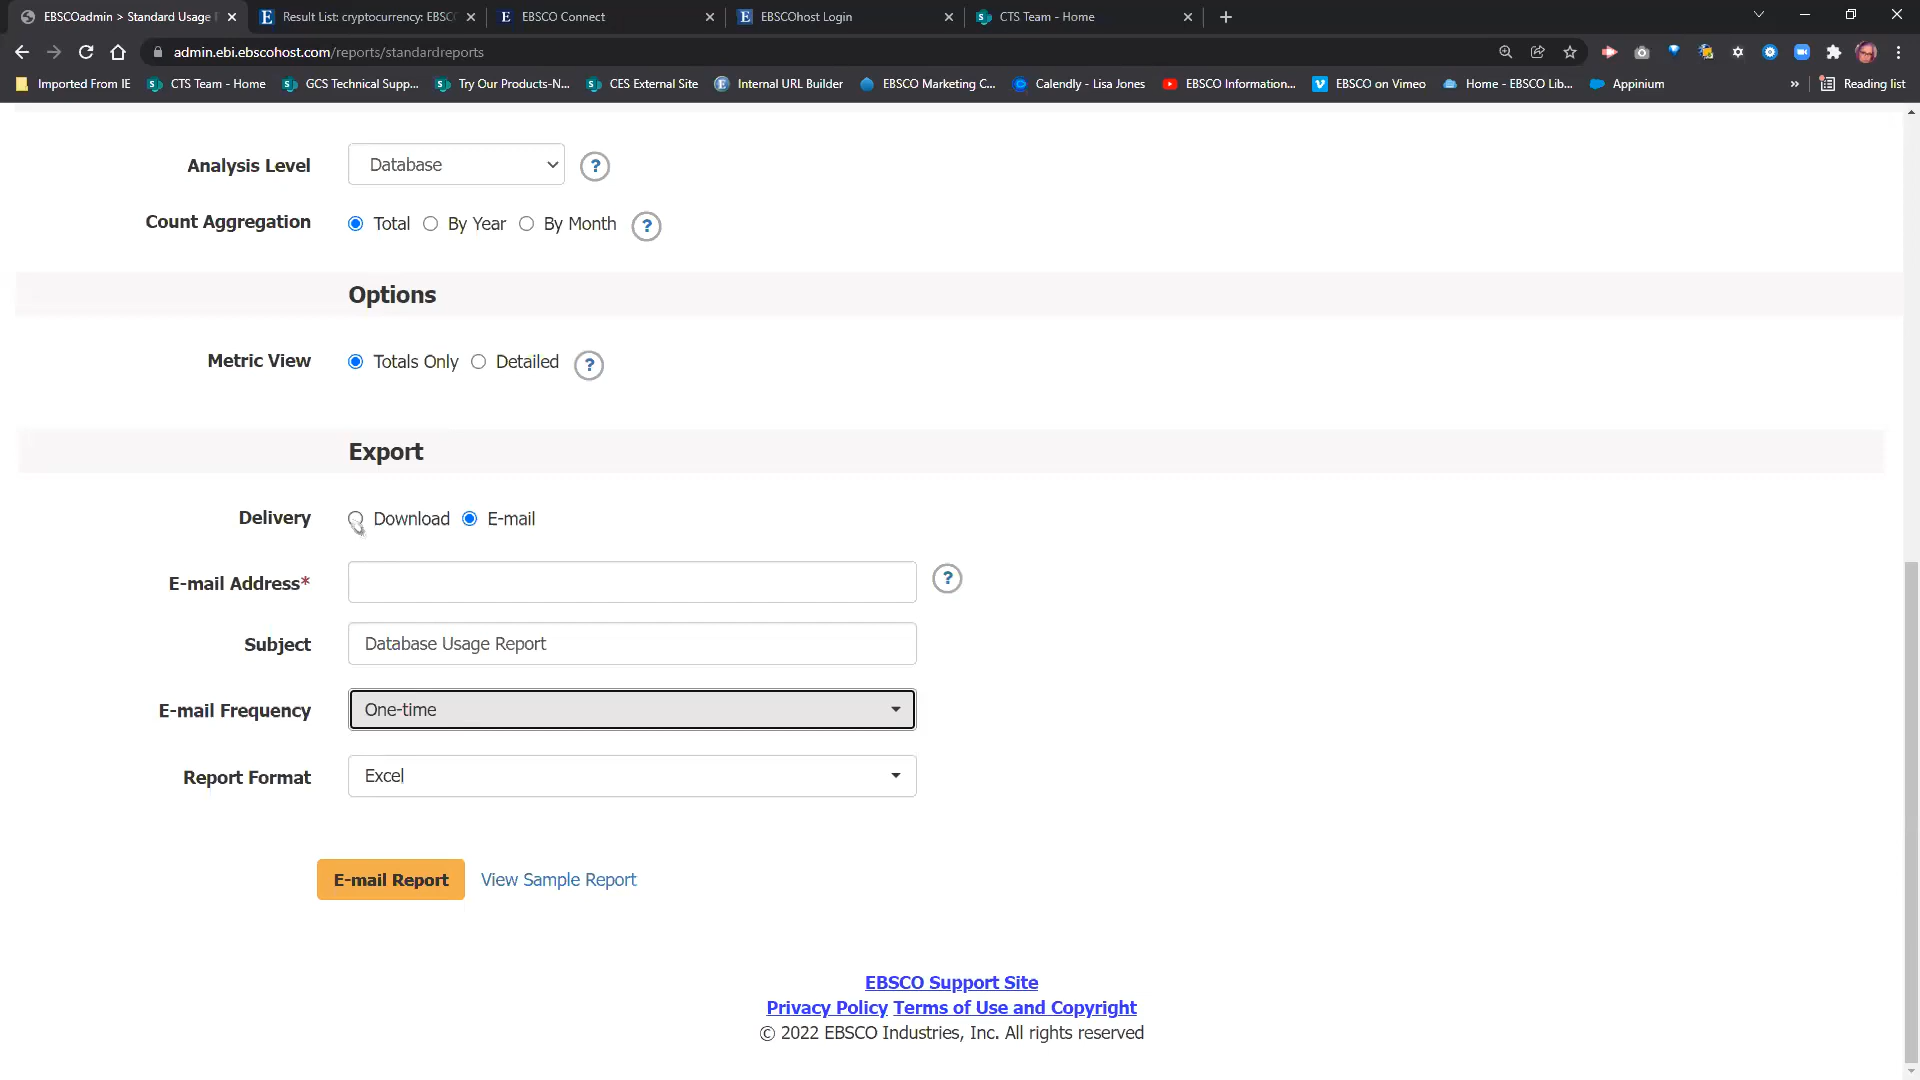 EBSCOadmin > Standard Usage
Result List: cryptocurrency: EBSC
EBSCO Connect
EBSCOhost Login
CTS Team - Home
admin.ebi.ebscohost.com/reports/standardreports
Imported From IE
CTS Team - Home
GCS Technical Supp...
Try Our Products-N...
CES External Site
Internal URL Builder
EBSCO Marketing C...
Calendly - Lisa Jones
EBSCO Information...
EBSCO on Vimeo
Home - EBSCO Lib...
Appinium
»
Reading list
Analysis Level Database ?
Count Aggregation Total By Year By Month ?
Options
Metric View Totals Only Detailed ?
Export
Delivery Download E-mail
E-mail Address* ?
Subject Database Usage Report
E-mail Frequency One-time
Report Format Excel
E-mail Report View Sample Report
EBSCO Support Site
Privacy Policy Terms of Use and Copyright
© 2022 EBSCO Industries, Inc. All rights reserved